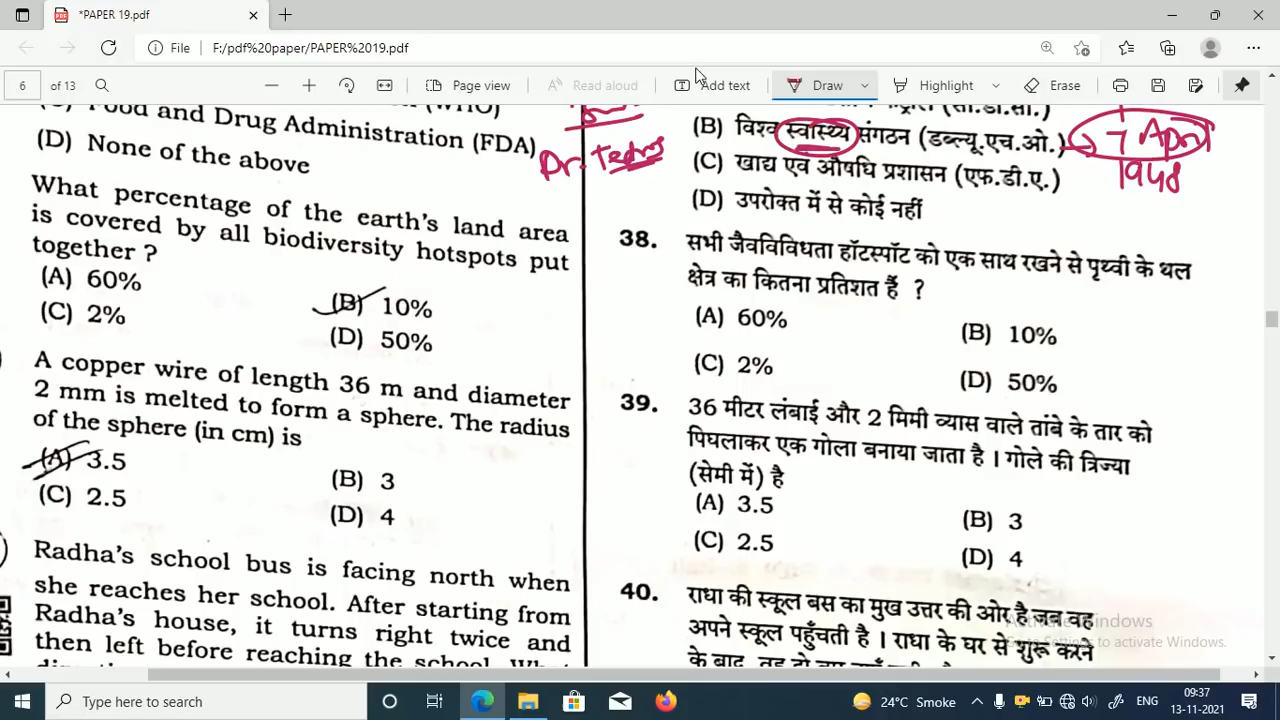 *PAPER 19.pdf
File
F:/pdf%20paper/PAPER%2019.pdf
6 of 13
Page view
Read aloud
Add text
Draw
Highlight
Erase
Food and Drug Administration (FDA)
(D) None of the above
Dr. Tedros
What percentage of the earth's land area
is covered by all biodiversity hotspots put
together ?
(A) 60%
(B) 10%
(C) 2%
(D) 50%
A copper wire of length 36 m and diameter
2 mm is melted to form a sphere. The radius
of the sphere (in cm) is
(A) 3.5
(B) 3
(C) 2.5
(D) 4
Radha's school bus is facing north when
she reaches her school. After starting from
Radha's house, it turns right twice and
then left before reaching the school. What
(B) विश्व स्वास्थ्य संगठन (डब्ल्यू.एच.ओ.)
7 April
1948
(C) खाद्य एवं औषधि प्रशासन (एफ.डी.ए.)
(D) उपरोक्त में से कोई नहीं
38. सभी जैवविविधता हॉटस्पॉट को एक साथ रखने से पृथ्वी के थल
क्षेत्र का कितना प्रतिशत हैं ?
(A) 60%
(B) 10%
(C) 2%
(D) 50%
39. 36 मीटर लंबाई और 2 मिमी व्यास वाले तांबे के तार को
पिघलाकर एक गोला बनाया जाता है । गोले की त्रिज्या
(सेमी में) है
(A) 3.5
(B) 3
(C) 2.5
(D) 4
40. राधा की स्कूल बस का मुख उत्तर की ओर है जब वह
अपने स्कूल पहुँचती है । राधा के घर से शुरू करने
Activate Windows
Go to Settings to activate Windows.
Type here to search
24°C Smoke
ENG
09:37
13-11-2021